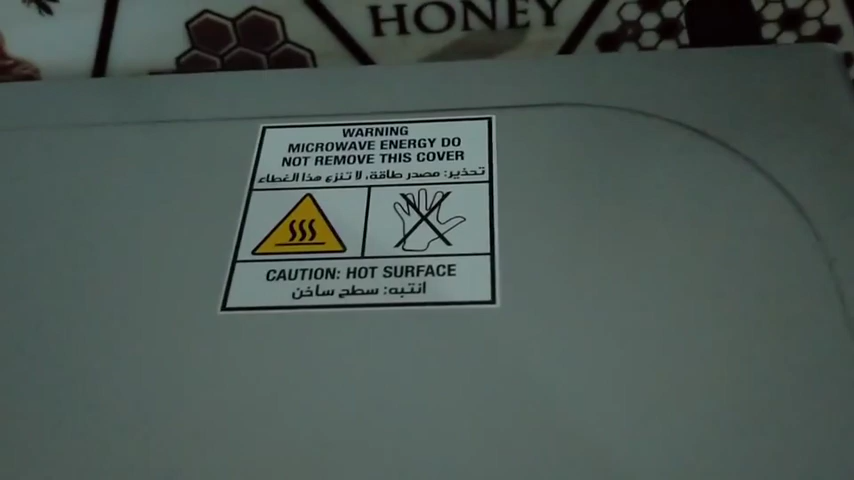 HONEY
WARNING
MICROWAVE ENERGY DO
NOT REMOVE THIS COVER
تحذير: مصدر طاقة، لا تنزع هذا الغطاء
CAUTION: HOT SURFACE
انتبه: سطح ساخن